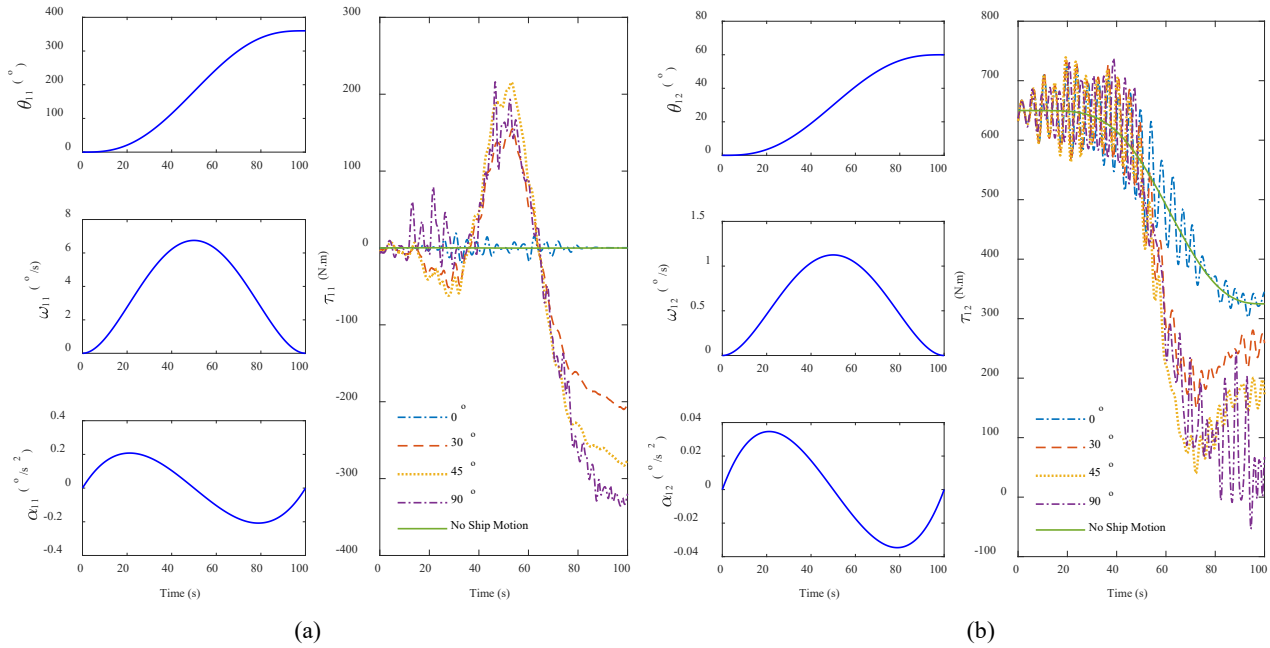 400
300
200
100
0
0 20 40 60 80 100
θ11 (°)
8
6
4
2
0
0 20 40 60 80 100
ω11 (°/s)
0.4
0.2
0
-0.2
-0.4
0 20 40 60 80 100
α11 (°/s²)
Time (s)
300
200
100
0
-100
-200
-300
-400
0 20 40 60 80 100
τ11 (N.m)
0°
30°
45°
90°
No Ship Motion
Time (s)
(a)
80
60
40
20
0
0 20 40 60 80 100
θ12 (°)
1.5
1
0.5
0
0 20 40 60 80 100
ω12 (°/s)
0.04
0.02
0
-0.02
-0.04
0 20 40 60 80 100
α12 (°/s²)
Time (s)
800
700
600
500
400
300
200
100
0
-100
0 20 40 60 80 100
τ12 (N.m)
0°
30°
45°
90°
No Ship Motion
Time (s)
(b)